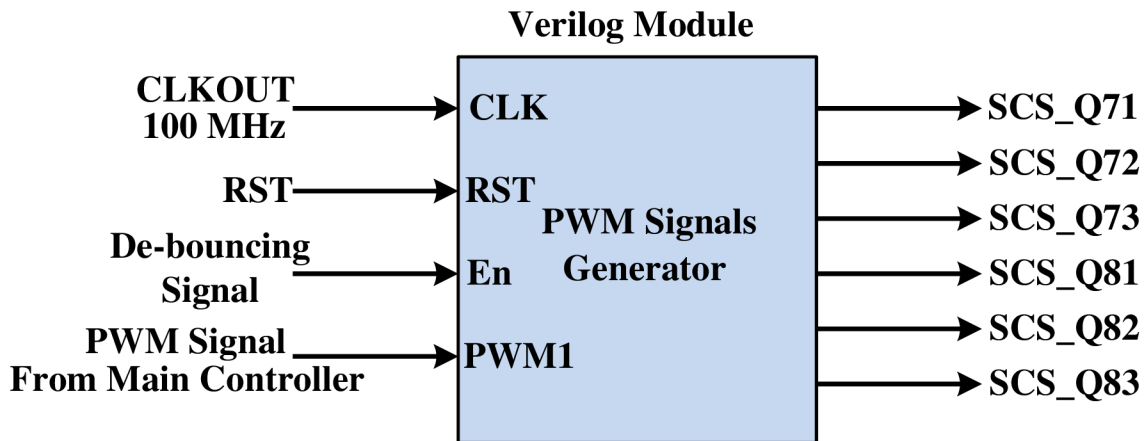 Verilog Module
CLKOUT
100 MHz
CLK
SCS_Q71
SCS_Q72
RST
RST
SCS_Q73
PWM Signals
Generator
De-bouncing
Signal
En
SCS_Q81
SCS_Q82
PWM Signal
From Main Controller
PWM1
SCS_Q83